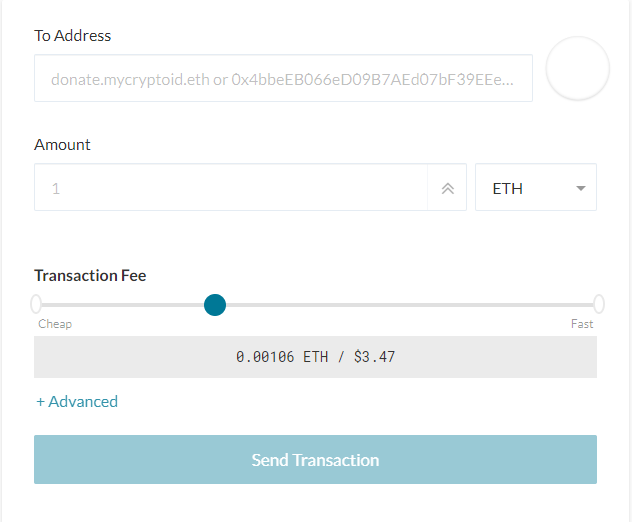 To Address
donate.mycryptoid.eth or 0x4bbeEB066eD09B7AEd07bF39EEe...
Amount
1
ETH
Transaction Fee
Cheap
Fast
0.00106 ETH / $3.47
+ Advanced
Send Transaction